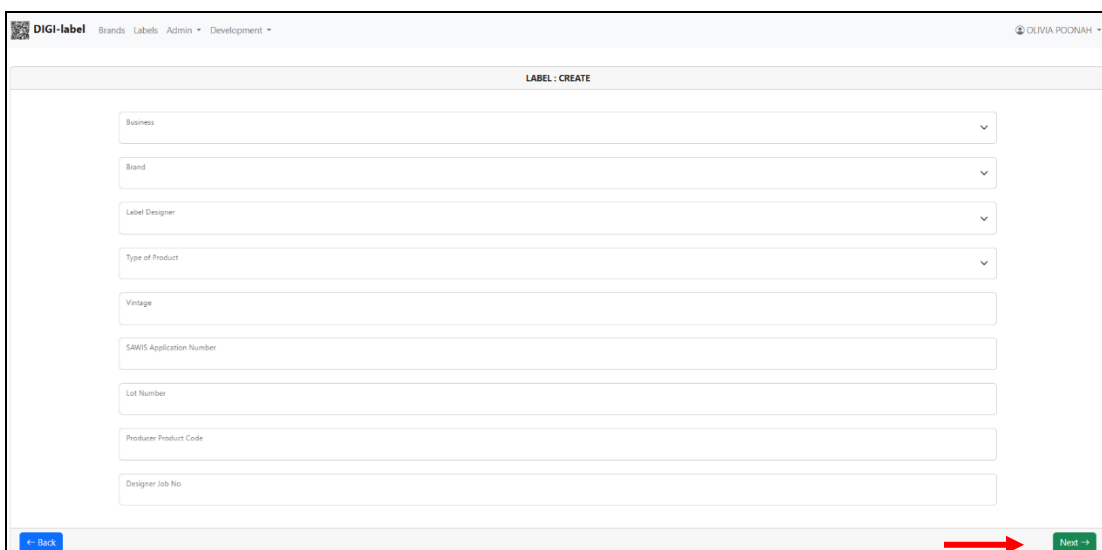 DIGI-label Brands Labels Admin Development OLIVIA POONAH
LABEL : CREATE
Business
Brand
Label Designer
Type of Product
Vintage
SAWIS Application Number
Lot Number
Producer Product Code
Designer Job No
← Back Next →